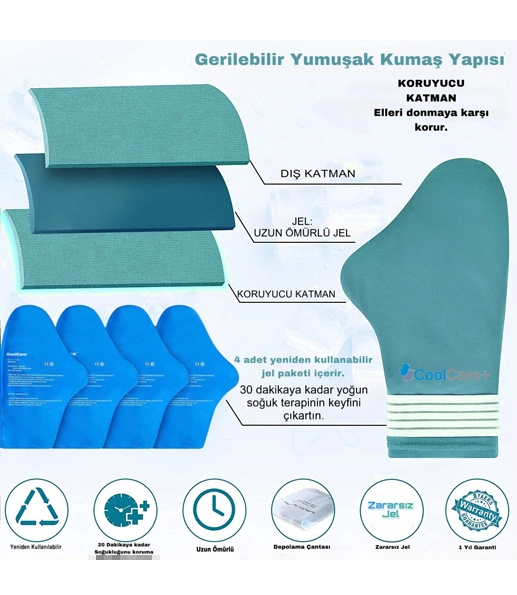 Gerilebilir Yumuşak Kumaş Yapısı
KORUYUCU
KATMAN
Elleri donmaya karşı
korur.
DIŞ KATMAN
JEL:
UZUN ÖMÜRLÜ JEL
KORUYUCU KATMAN
4 adet yeniden kullanabilir
jel paketi içerir.
30 dakikaya kadar yoğun
soğuk terapinin keyfini
çıkartın.
CoolCare+
Yeniden Kullanılabilir
20 Dakikaya kadar
Soğukluğunu koruma
Uzun Ömürlü
Depolama Çantası
Zararsız
Jel
Zararsız Jel
1 YEARS
Warranty
1 Yıl Garanti